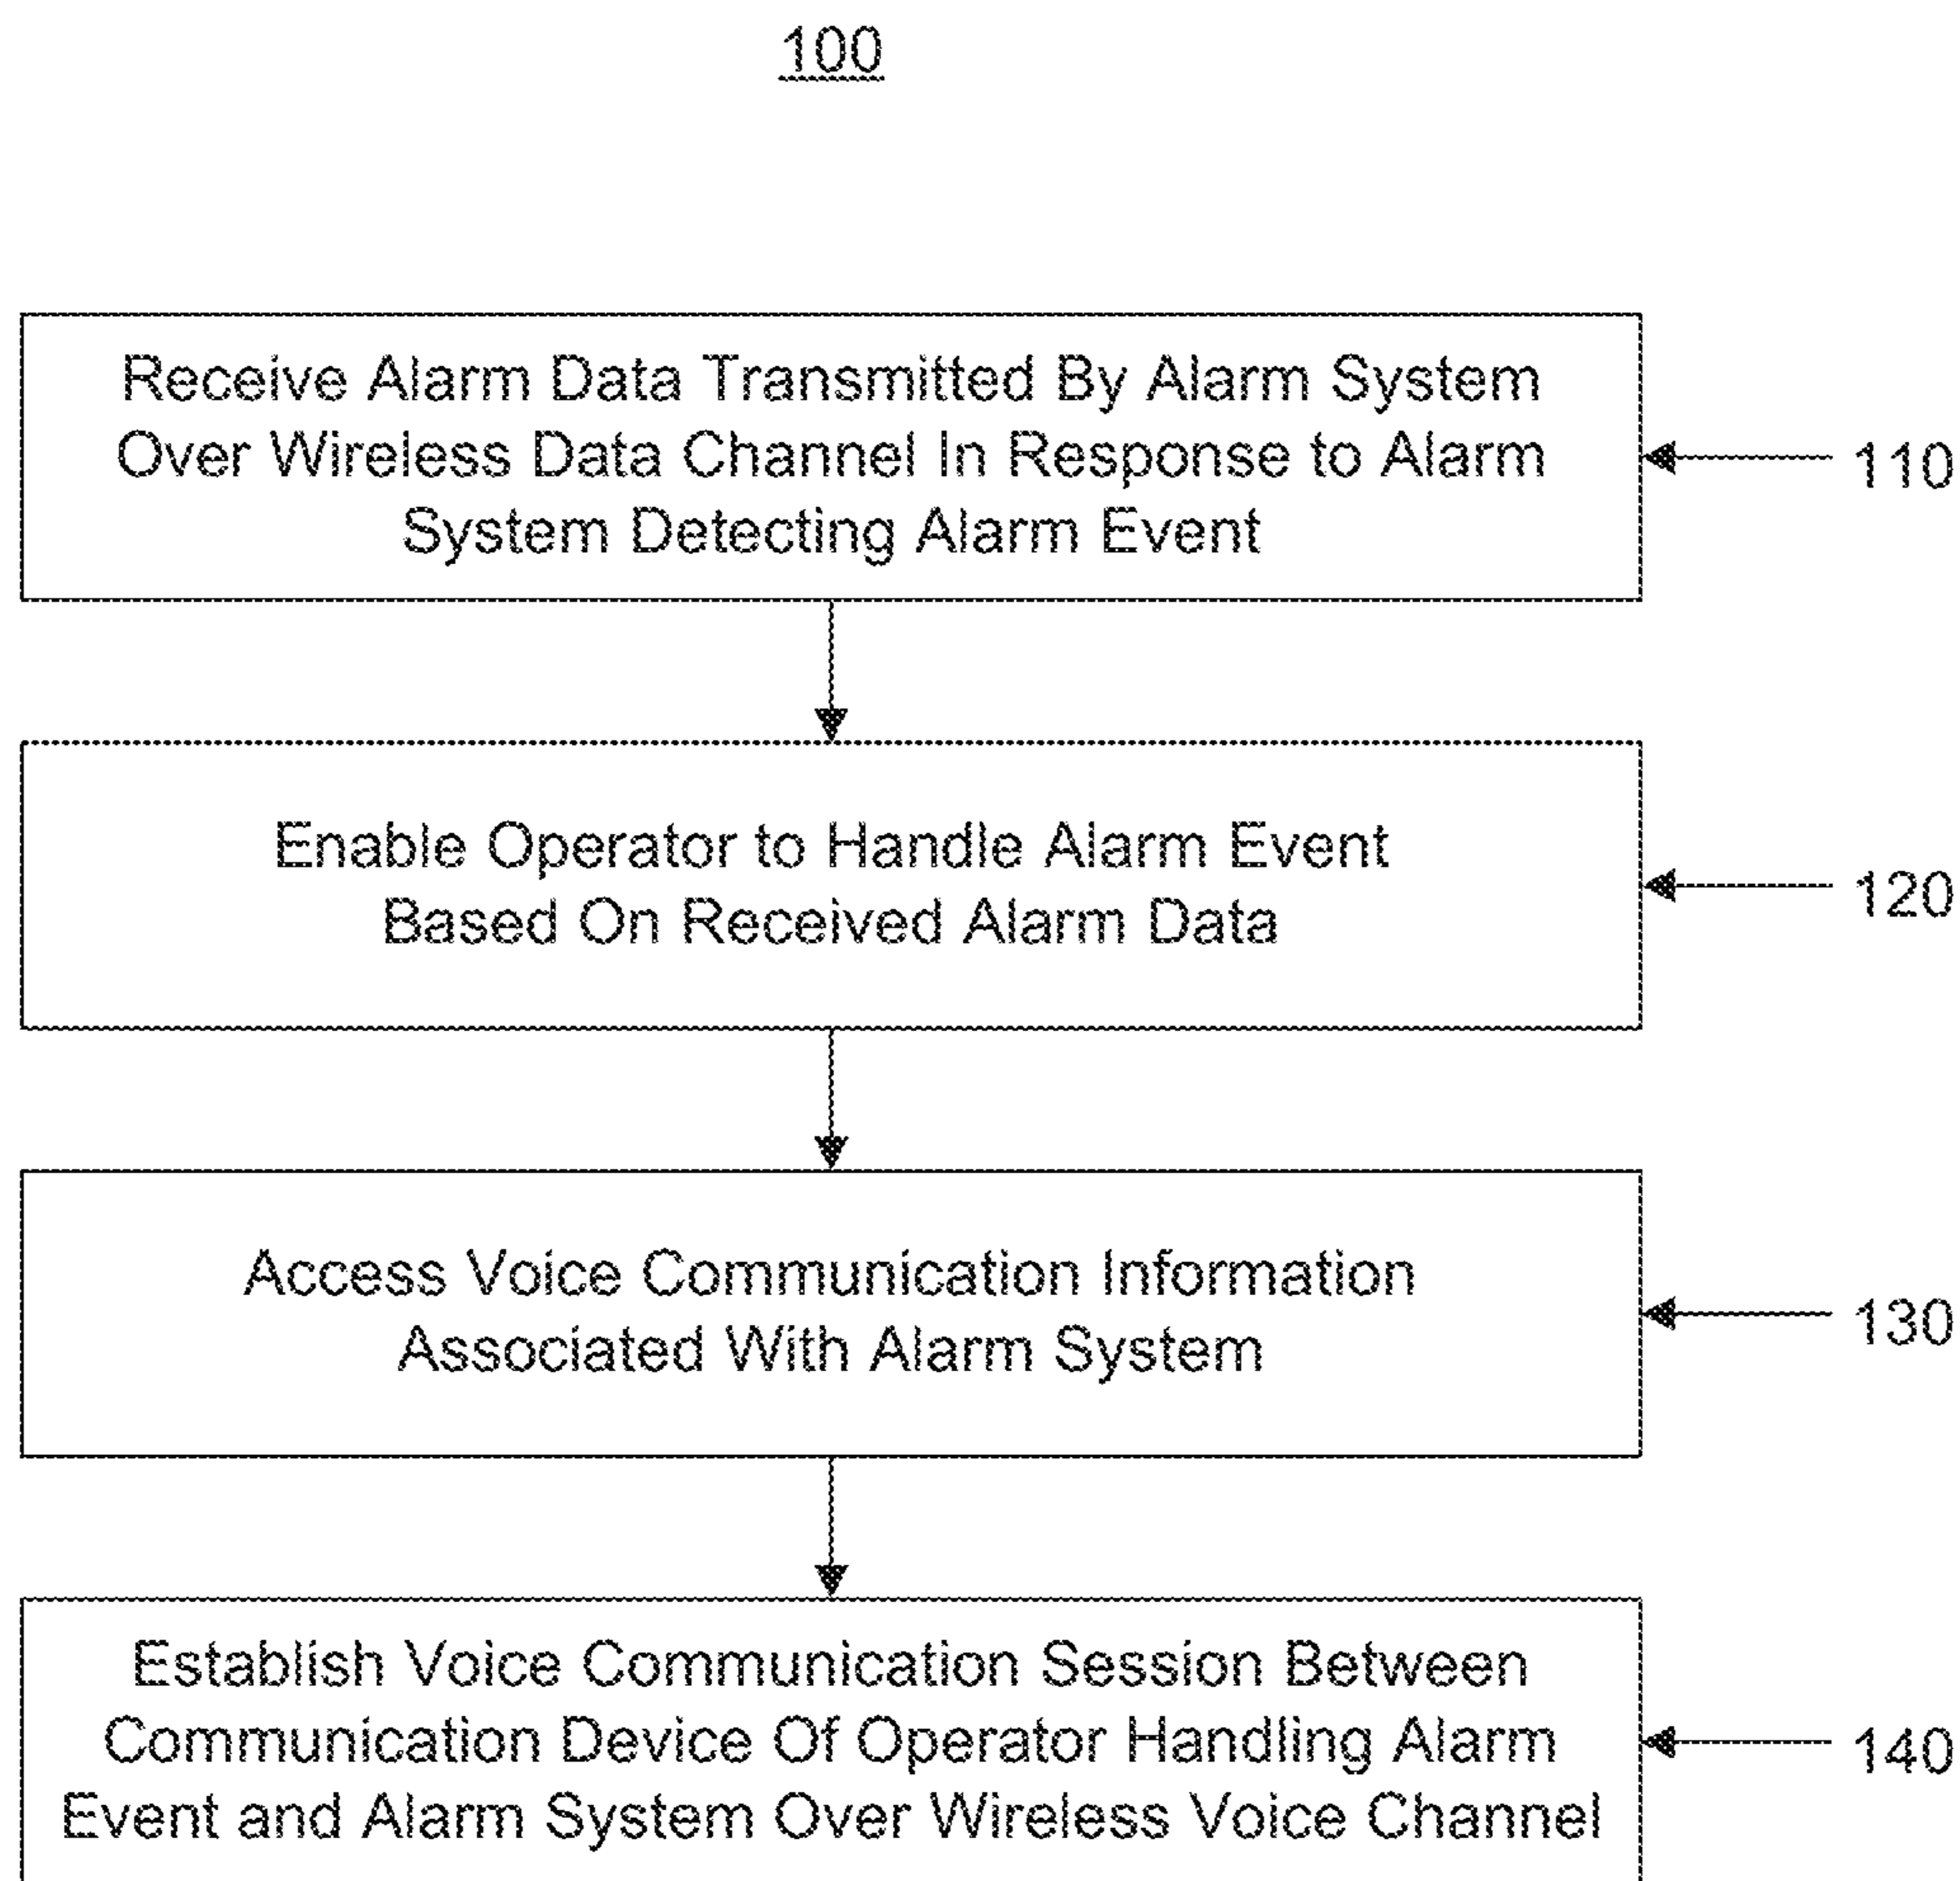 100
Receive Alarm Data Transmitted By Alarm System
Over Wireless Data Channel In Response to Alarm
System Detecting Alarm Event
110
Enable Operator to Handle Alarm Event
Based On Received Alarm Data
120
Access Voice Communication Information
Associated With Alarm System
130
Establish Voice Communication Session Between
Communication Device Of Operator Handling Alarm
Event and Alarm System Over Wireless Voice Channel
140